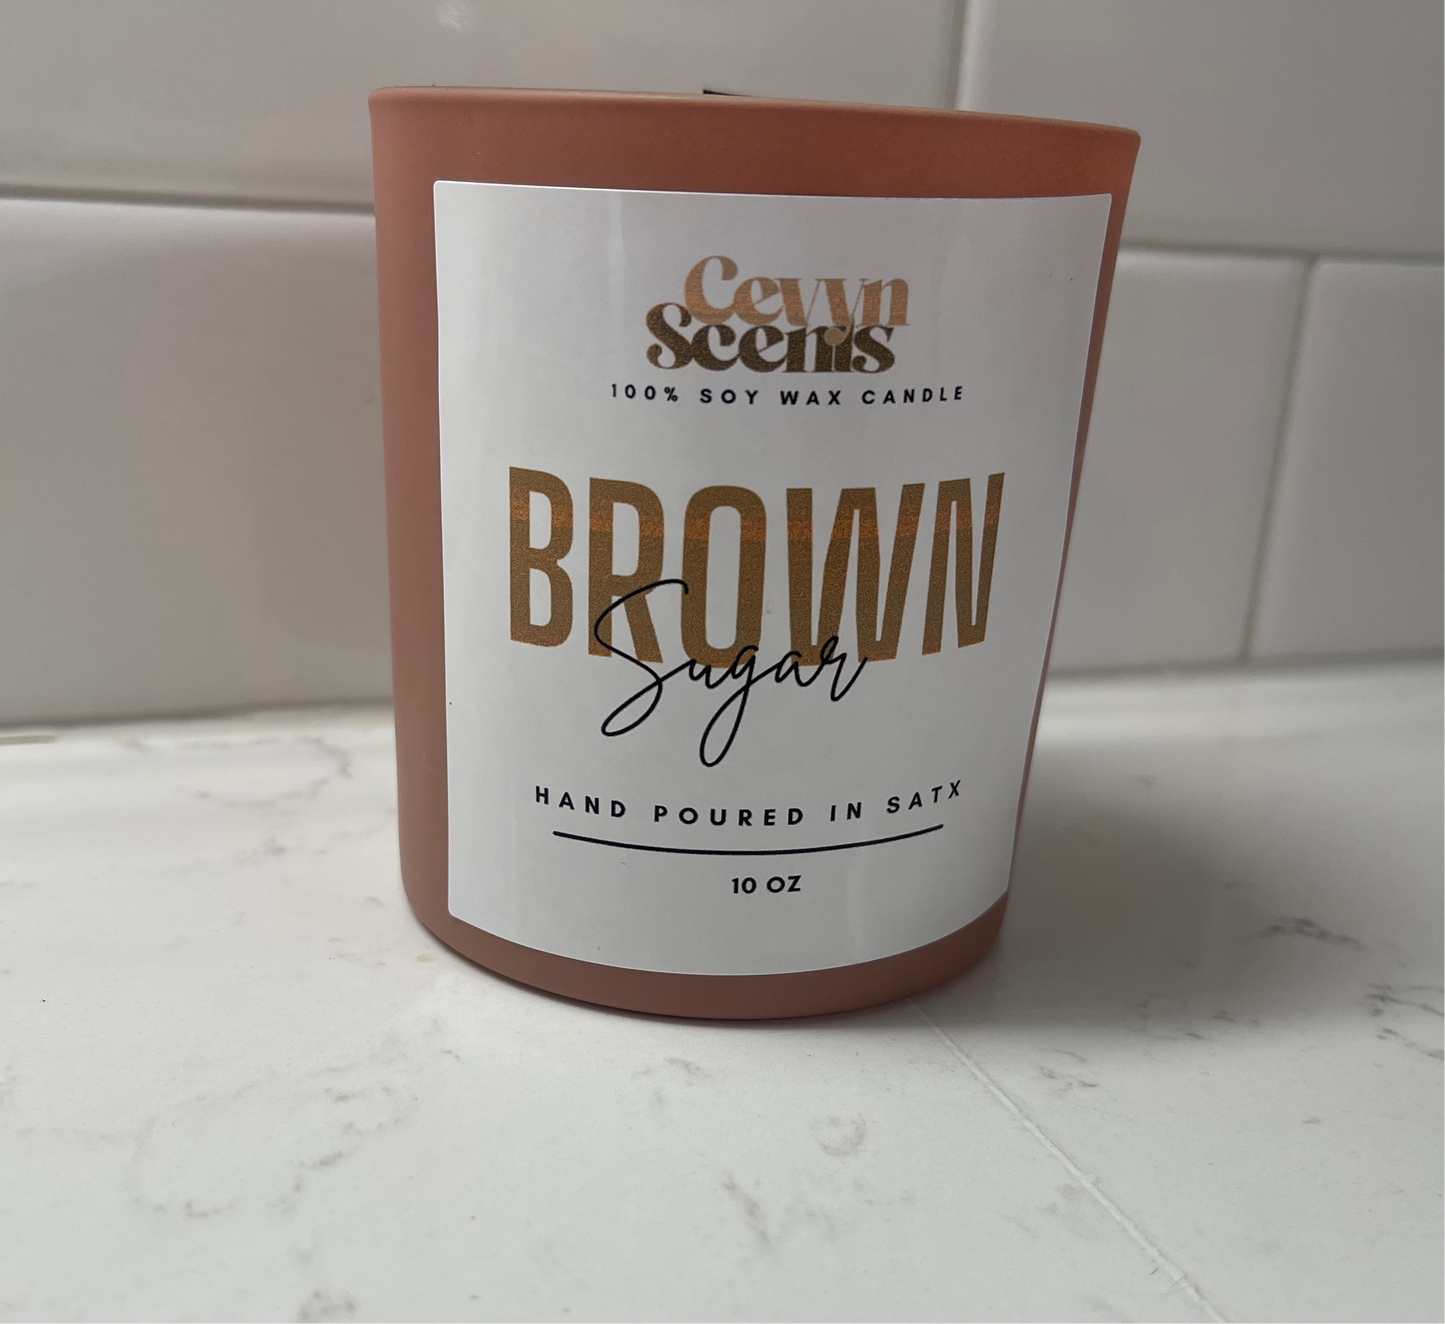 Cevyn
Scents
100% SOY WAX CANDLE
BROWN
Sugar
HAND POURED IN SATX
10 OZ